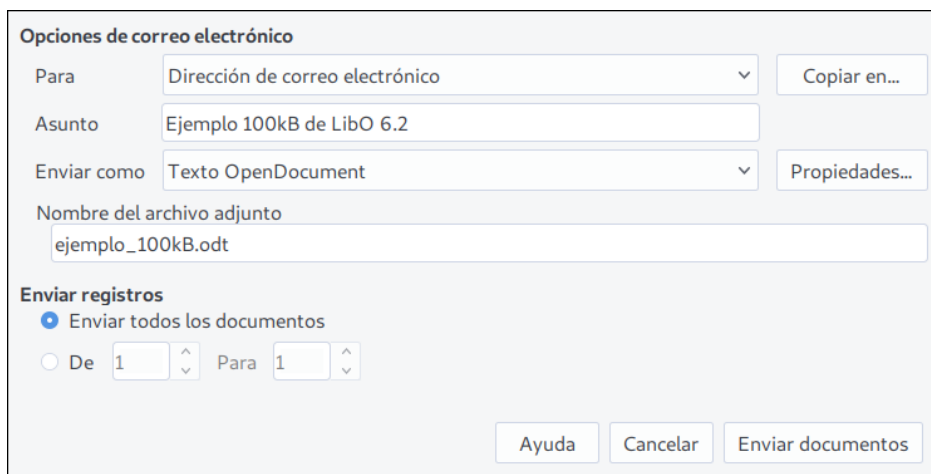 Opciones de correo electrónico
Para Dirección de correo electrónico Copiar en...
Asunto Ejemplo 100kB de LibO 6.2
Enviar como Texto OpenDocument Propiedades...
Nombre del archivo adjunto
ejemplo_100kB.odt
Enviar registros
Enviar todos los documentos
De 1 Para 1
Ayuda Cancelar Enviar documentos